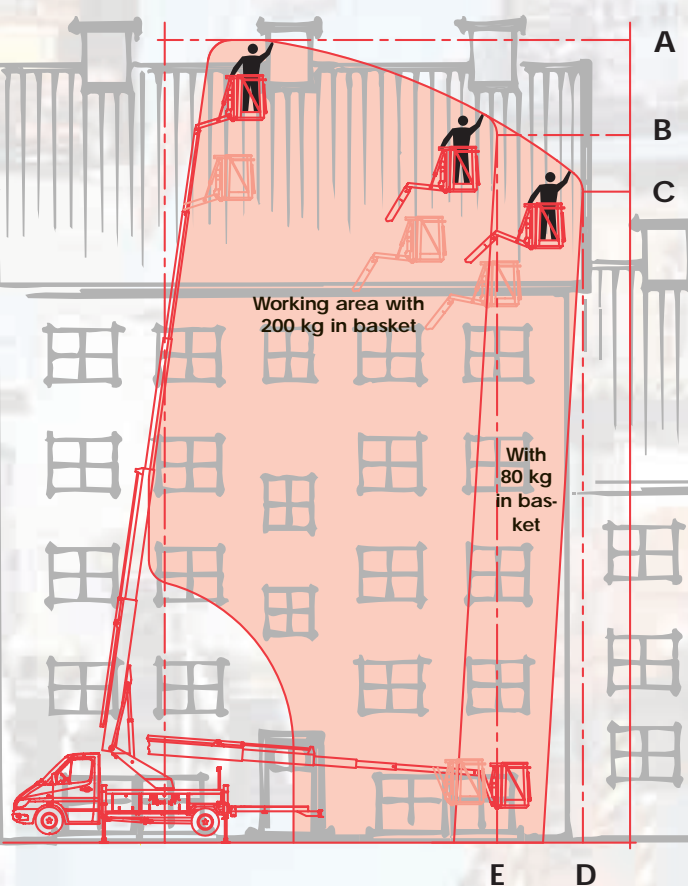 A
B
C
Working area with
200 kg in basket
With
80 kg
in bas-
ket
E D